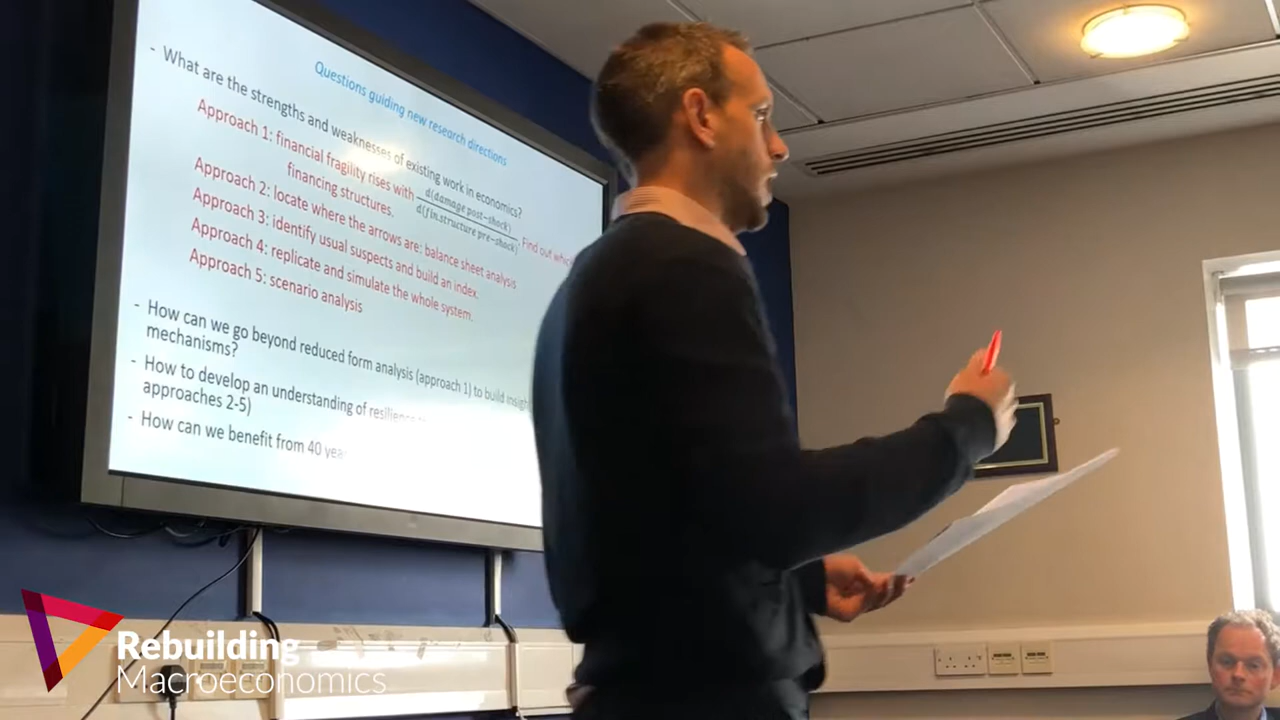 Questions guiding new research directions
- What are the strengths and weaknesses of existing work in economics?
Approach 1: financial fragility rises with d(damage post-shock) / d(fin.structure pre-shock). Find out which
financing structures.
Approach 2: locate where the arrows are: balance sheet analysis
Approach 3: identify usual suspects and build an index.
Approach 4: replicate and simulate the whole system.
Approach 5: scenario analysis
- How can we go beyond reduced form analysis (approach 1) to build insight
mechanisms?
- How to develop an understanding of resilience
approaches 2-5)
- How can we benefit from 40
Rebuilding
Macroeconomics